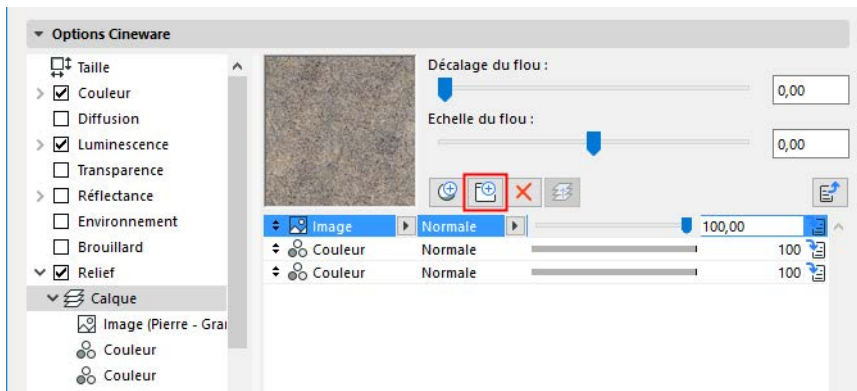 Options Cineware
Taille
Couleur
Diffusion
Luminescence
Transparence
Réflectance
Environnement
Brouillard
Relief
Calque
Image (Pierre - Gra
Couleur
Couleur
Décalage du flou :
0,00
Echelle du flou :
0,00
Image Normale 100,00
Couleur Normale 100
Couleur Normale 100